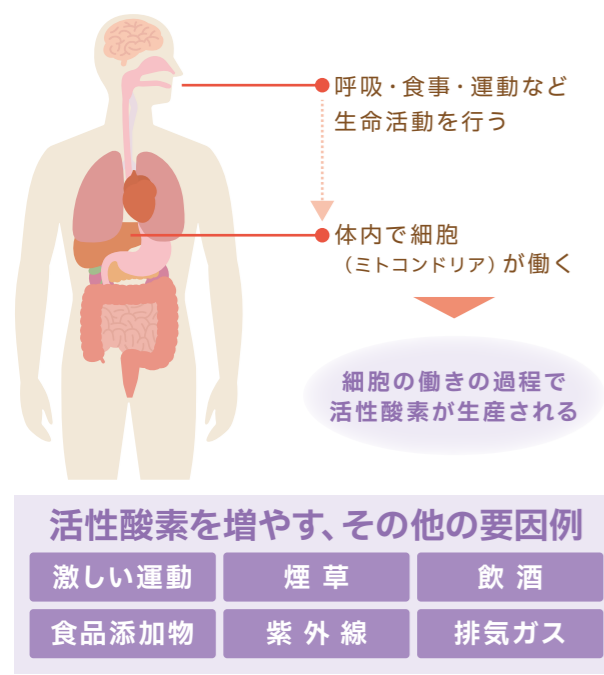 呼吸・食事・運動など
生命活動を行う
体内で細胞
（ミトコンドリア）が働く
細胞の働きの過程で
活性酸素が生産される
活性酸素を増やす、その他の要因例
激しい運動
煙草
飲酒
食品添加物
紫外線
排気ガス